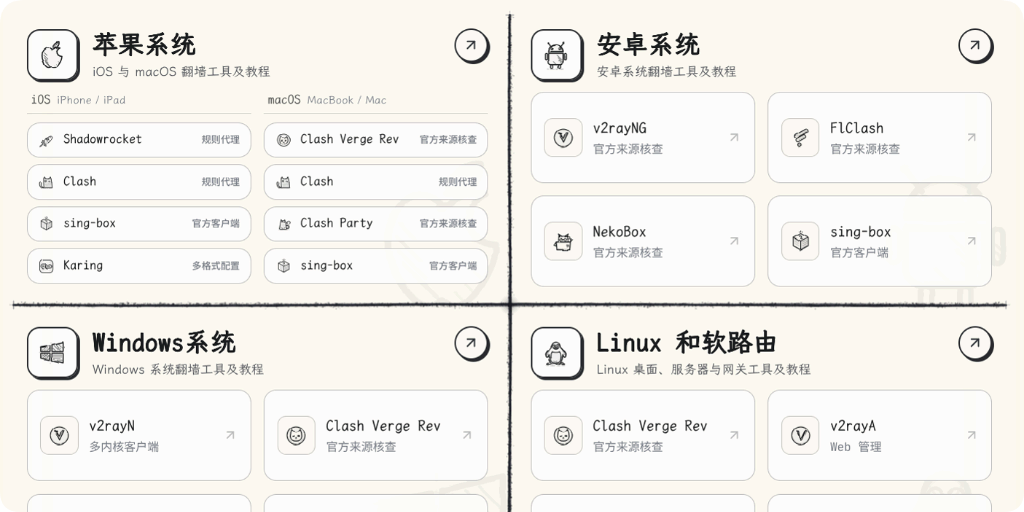 苹果系统
iOS 与 macOS 翻墙工具及教程
iOS iPhone / iPad
Shadowrocket 规则代理
Clash 规则代理
sing-box 官方客户端
Karing 多格式配置
macOS MacBook / Mac
Clash Verge Rev 官方来源核查
Clash 规则代理
Clash Party 官方来源核查
sing-box 官方客户端
安卓系统
安卓系统翻墙工具及教程
v2rayNG
官方来源核查
FlClash
官方来源核查
NekoBox
官方来源核查
sing-box
官方客户端
Windows系统
Windows 系统翻墙工具及教程
v2rayN
多内核客户端
Clash Verge Rev
官方来源核查
Linux 和软路由
Linux 桌面、服务器与网关工具及教程
Clash Verge Rev
官方来源核查
v2rayA
Web 管理